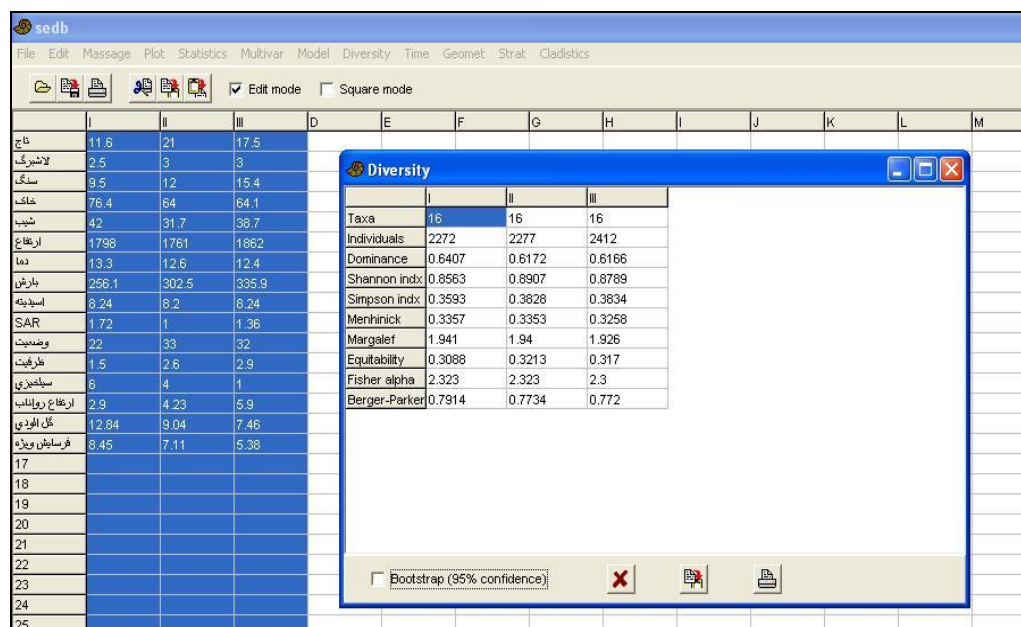 sedb
File Edit Massage Plot Statistics Multivar Model Diversity Time Geomet Strat Cladistics
Edit mode Square mode
I II III D E F G H I J K L M
تاج 11.6 21 17.5
لاشبرگ 2.5 3 3
سنگ 9.5 12 15.4
خاک 76.4 64 64.1
شیب 42 31.7 38.7
ارتفاع 1798 1761 1862
دما 13.3 12.6 12.4
بارش 256.1 302.5 335.9
اسیدیته 8.24 8.2 8.24
SAR 1.72 1 1.36
وضعیت 22 33 32
ظرفیت 1.5 2.6 2.9
سیلخیزي 6 4 1
ارتفاع رواناب 2.9 4.23 5.9
گل الودي 12.84 9.04 7.46
فرسایش ویژه 8.45 7.11 5.38
17
18
19
20
21
22
23
24
25
Diversity
I II III
Taxa 16 16 16
Individuals 2272 2277 2412
Dominance 0.6407 0.6172 0.6166
Shannon indx 0.8563 0.8907 0.8789
Simpson indx 0.3593 0.3828 0.3834
Menhinick 0.3357 0.3353 0.3258
Margalef 1.941 1.94 1.926
Equitability 0.3088 0.3213 0.317
Fisher alpha 2.323 2.323 2.3
Berger-Parker 0.7914 0.7734 0.772
Bootstrap (95% confidence)